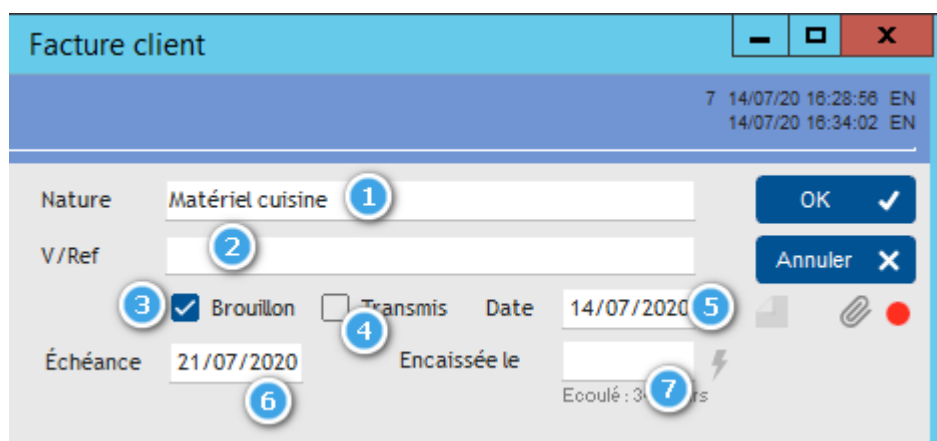 Facture client
7 14/07/20 16:28:56 EN
14/07/20 16:34:02 EN
Nature Matériel cuisine 1 OK
V/Ref 2 Annuler
3 Brouillon Transmis Date 14/07/2020 5
4
Échéance 21/07/2020 Encaissée le
6 7
Ecoulé :